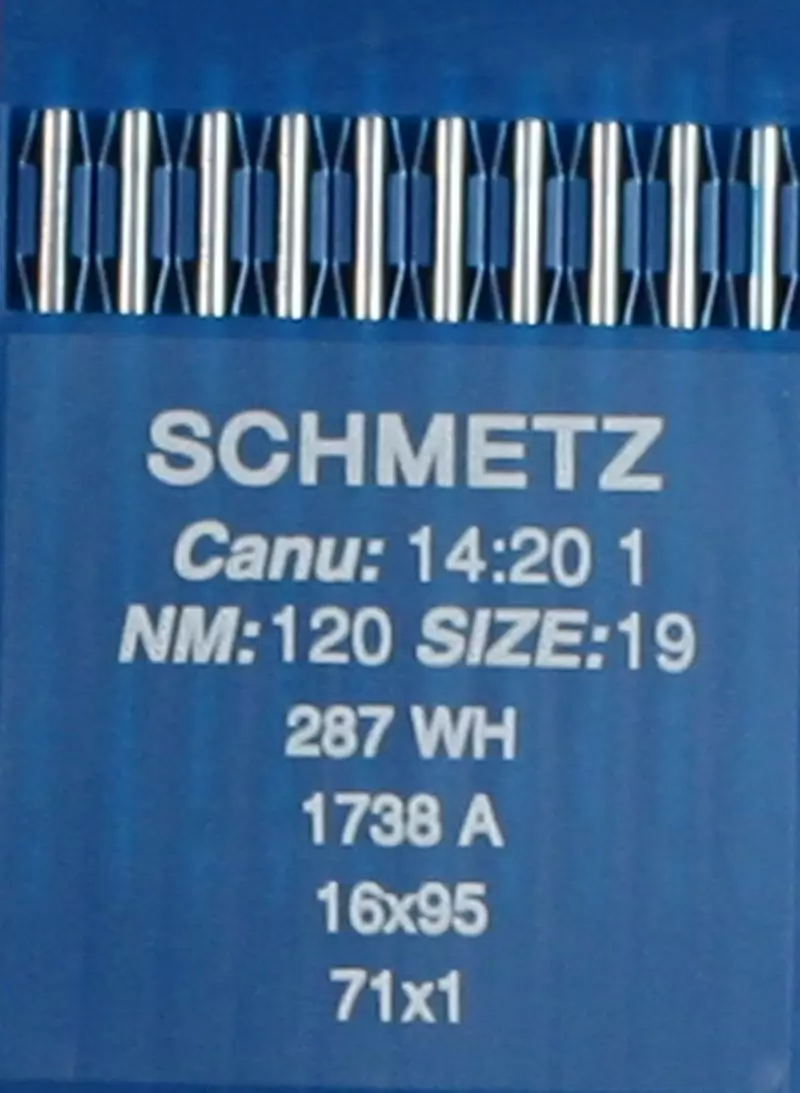 SCHMETZ
Canu: 14:20 1
NM:120 SIZE:19
287 WH
1738 A
16x95
71x1